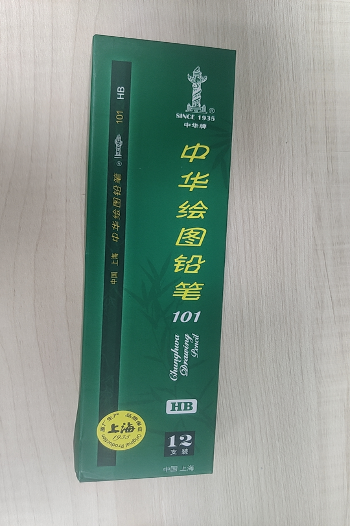 HB
101
®
中华绘图铅笔
中国 上海
®
SINCE 1935
中华牌
中华绘图铅笔
101
Chunghwa
Drawing
Pencil
HB
12
支装
中国 上海
上海
1935